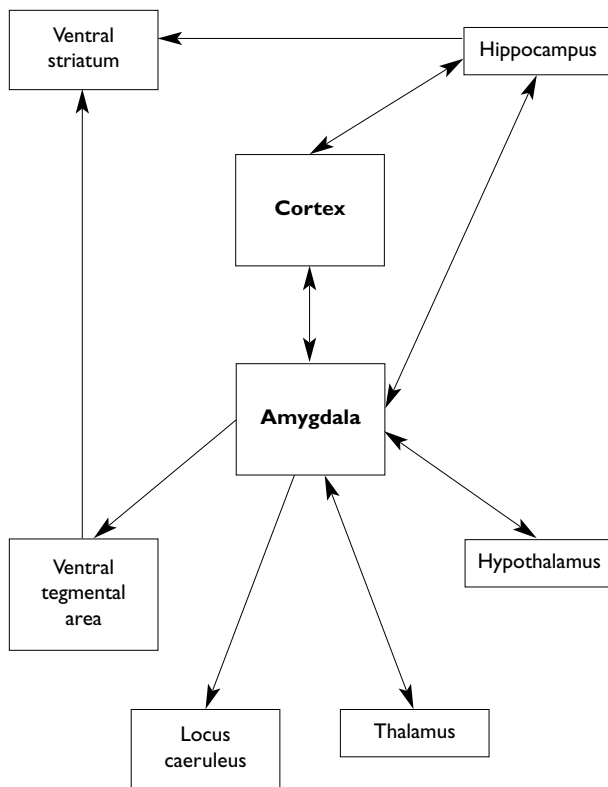 Ventral
striatum
Hippocampus
Cortex
Amygdala
Ventral
tegmental
area
Hypothalamus
Locus
caeruleus
Thalamus